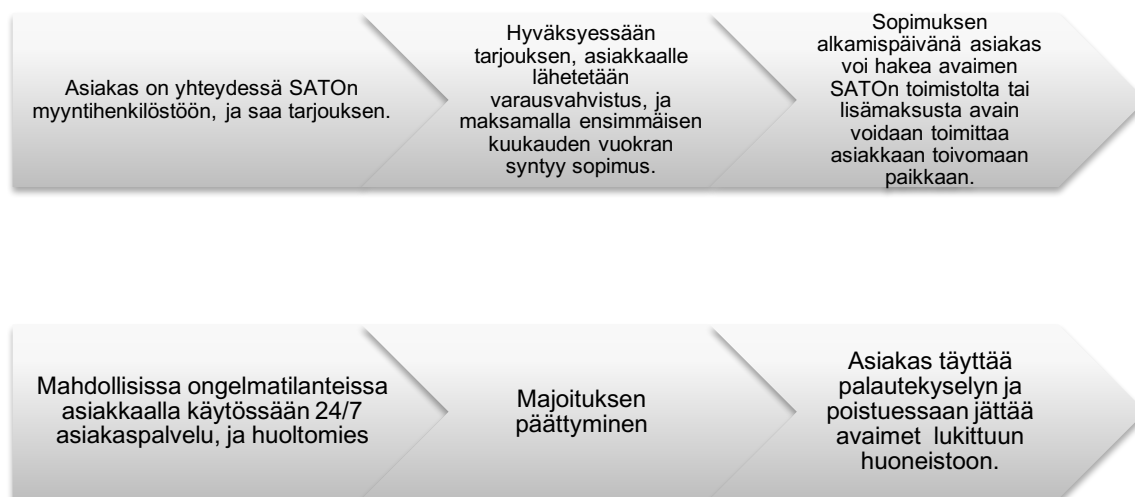 Asiakas on yhteydessä SATOn
myyntihenkilöstöön, ja saa tarjouksen.
Hyväksyessään
tarjouksen, asiakkaalle
lähetetään
varausvahvistus, ja
maksamalla ensimmäisen
kuukauden vuokran
syntyy sopimus.
Sopimuksen
alkamispäivänä asiakas
voi hakea avaimen
SATOn toimistolta tai
lisämaksusta avain
voidaan toimittaa
asiakkaan toivomaan
paikkaan.
Mahdollisissa ongelmatilanteissa
asiakkaalla käytössään 24/7
asiakaspalvelu, ja huoltomies
Majoituksen
päättyminen
Asiakas täyttää
palautekyselyn ja
poistuessaan jättää
avaimet lukittuun
huoneistoon.